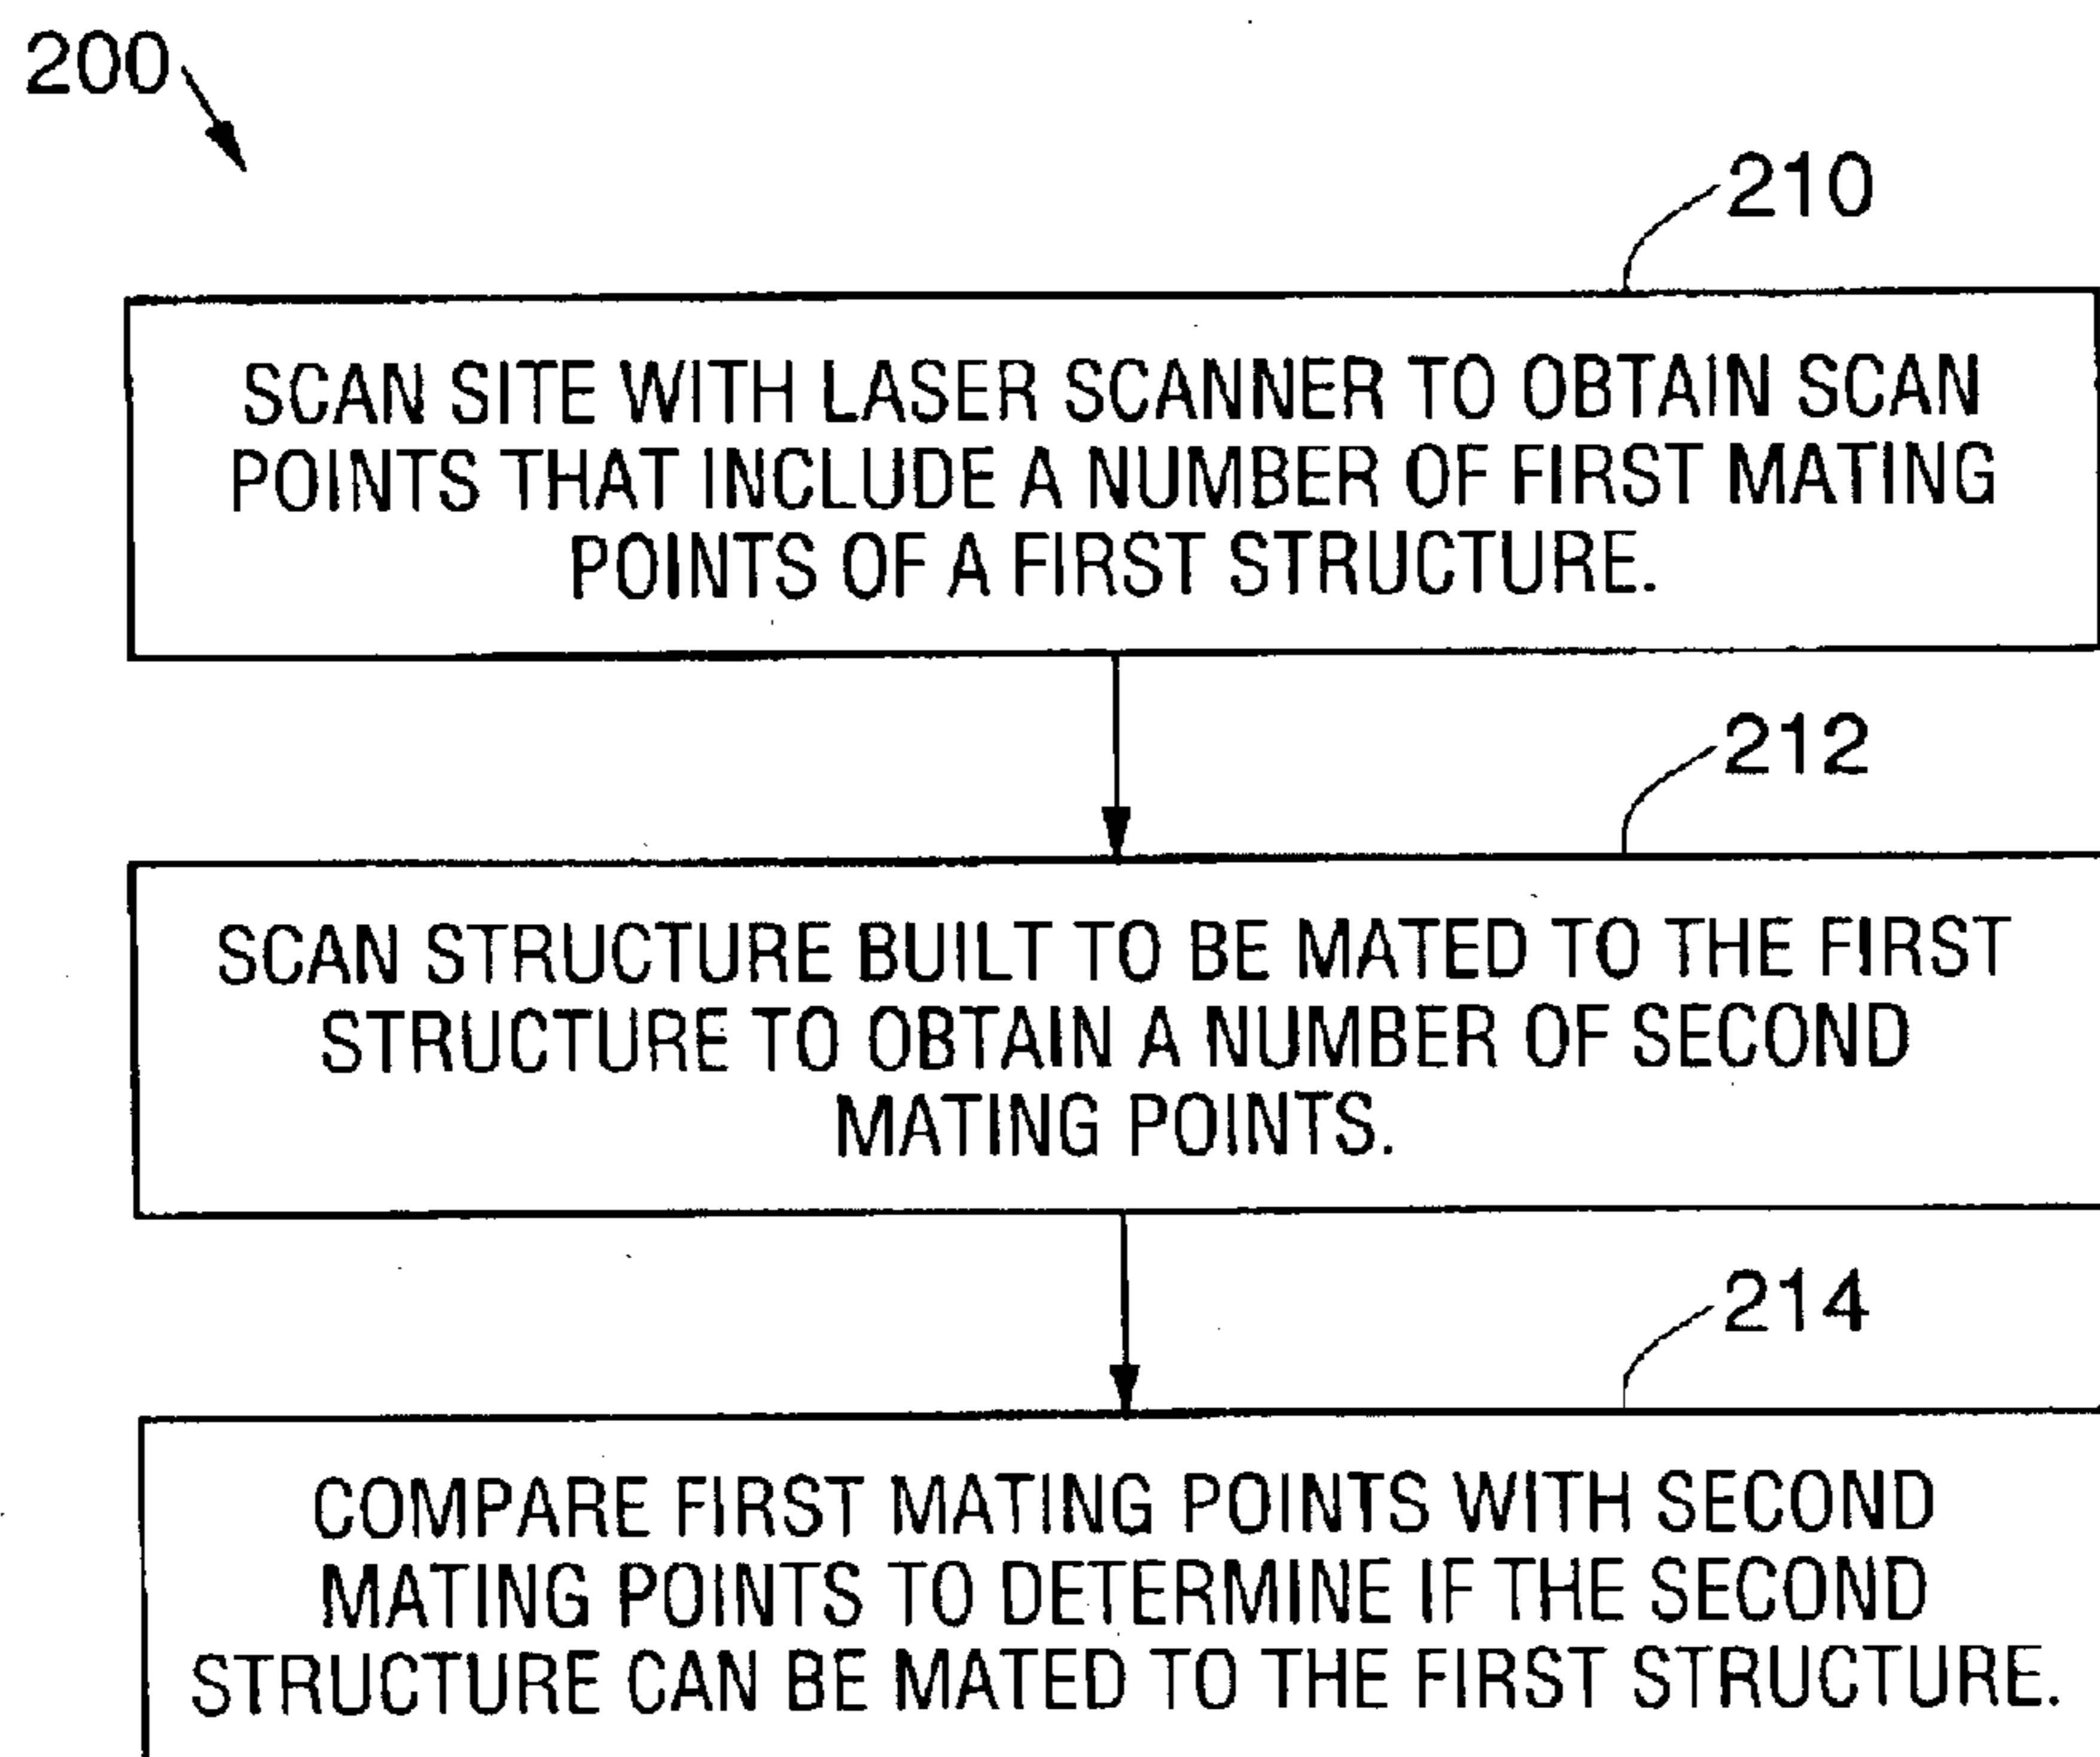 200
210
SCAN SITE WITH LASER SCANNER TO OBTAIN SCAN
POINTS THAT INCLUDE A NUMBER OF FIRST MATING
POINTS OF A FIRST STRUCTURE.
212
SCAN STRUCTURE BUILT TO BE MATED TO THE FIRST
STRUCTURE TO OBTAIN A NUMBER OF SECOND
MATING POINTS.
214
COMPARE FIRST MATING POINTS WITH SECOND
MATING POINTS TO DETERMINE IF THE SECOND
STRUCTURE CAN BE MATED TO THE FIRST STRUCTURE.